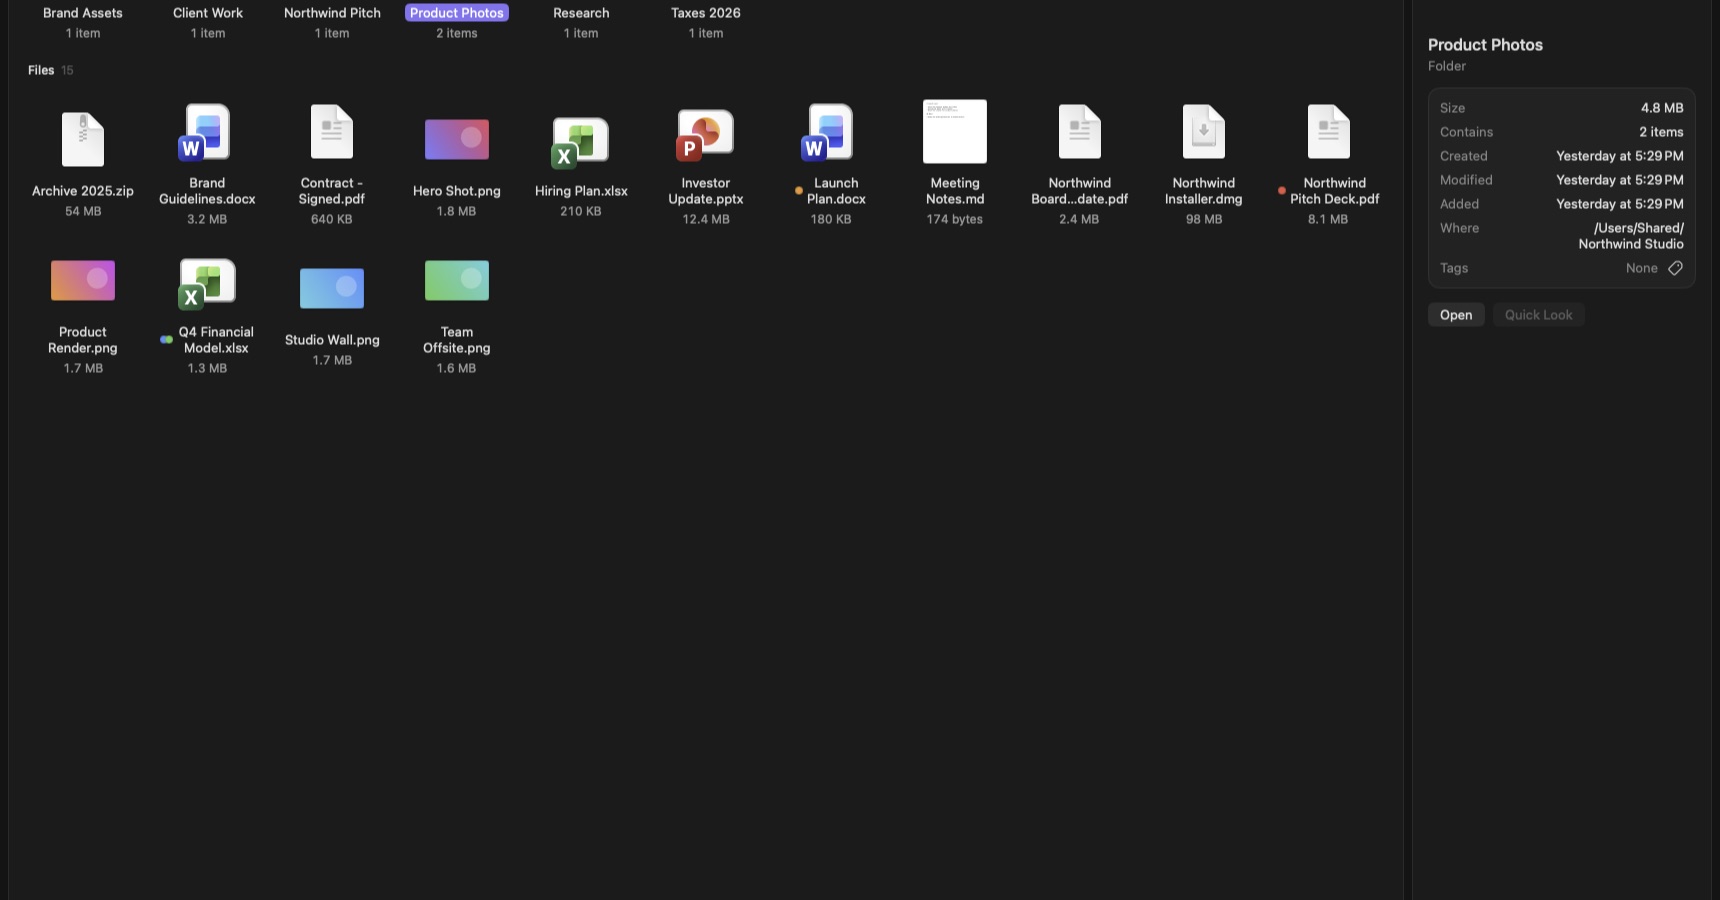 Brand Assets
1 item
Client Work
1 item
Northwind Pitch
1 item
Product Photos
2 items
Research
1 item
Taxes 2026
1 item
Files 15
Archive 2025.zip
54 MB
W
Brand
Guidelines.docx
3.2 MB
Contract -
Signed.pdf
640 KB
Hero Shot.png
1.8 MB
X
Hiring Plan.xlsx
210 KB
P
Investor
Update.pptx
12.4 MB
W
Launch
Plan.docx
180 KB
Meeting
Notes.md
174 bytes
Northwind
Board...date.pdf
2.4 MB
Northwind
Installer.dmg
98 MB
Northwind
Pitch Deck.pdf
8.1 MB
Product
Render.png
1.7 MB
X
Q4 Financial
Model.xlsx
1.3 MB
Studio Wall.png
1.7 MB
Team
Offsite.png
1.6 MB
Product Photos
Folder
Size 4.8 MB
Contains 2 items
Created Yesterday at 5:29 PM
Modified Yesterday at 5:29 PM
Added Yesterday at 5:29 PM
Where /Users/Shared/
Northwind Studio
Tags None
Open Quick Look